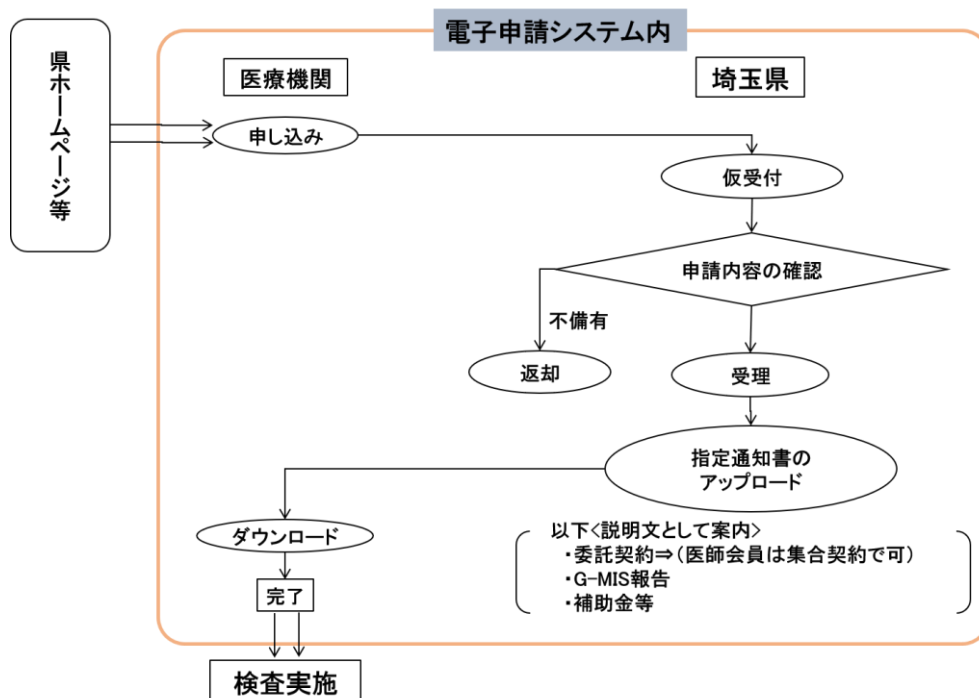 電子申請システム内
県ホームページ等
医療機関
埼玉県
申し込み
仮受付
申請内容の確認
不備有
返却
受理
指定通知書の
アップロード
ダウンロード
以下<説明文として案内>
・委託契約⇒(医師会員は集合契約で可)
・G-MIS報告
・補助金等
完了
検査実施